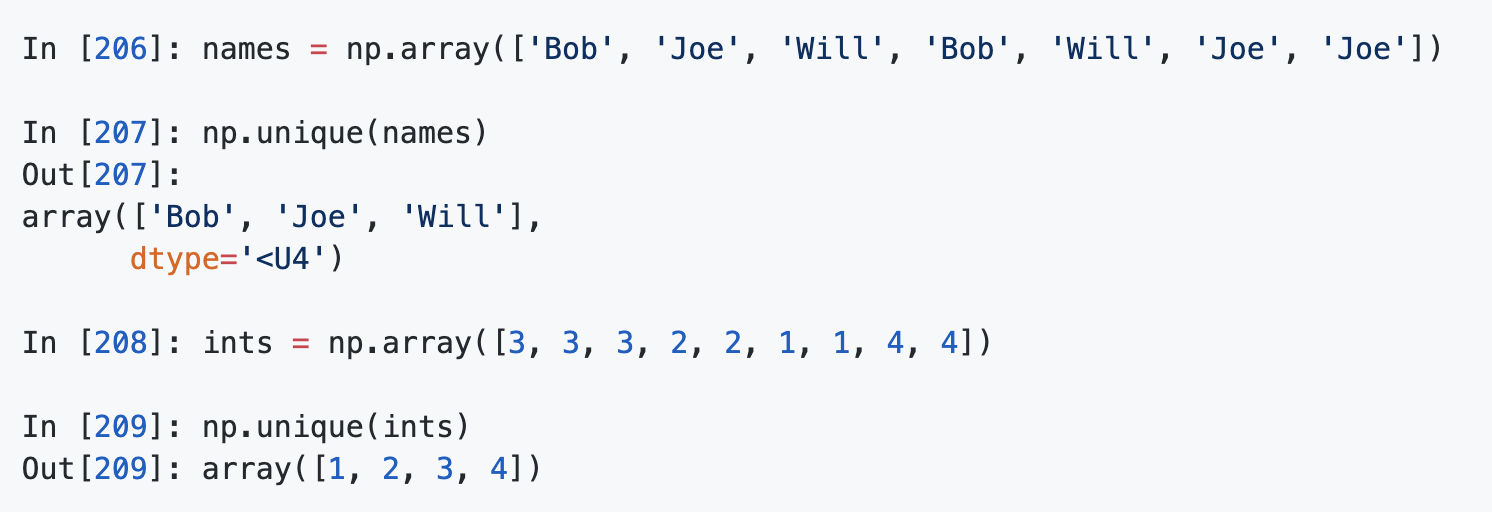 In [206]: names = np.array(['Bob', 'Joe', 'Will', 'Bob', 'Will', 'Joe', 'Joe'])
In [207]: np.unique(names)
Out[207]:
array(['Bob', 'Joe', 'Will'],
      dtype='<U4')
In [208]: ints = np.array([3, 3, 3, 2, 2, 1, 1, 4, 4])
In [209]: np.unique(ints)
Out[209]: array([1, 2, 3, 4])